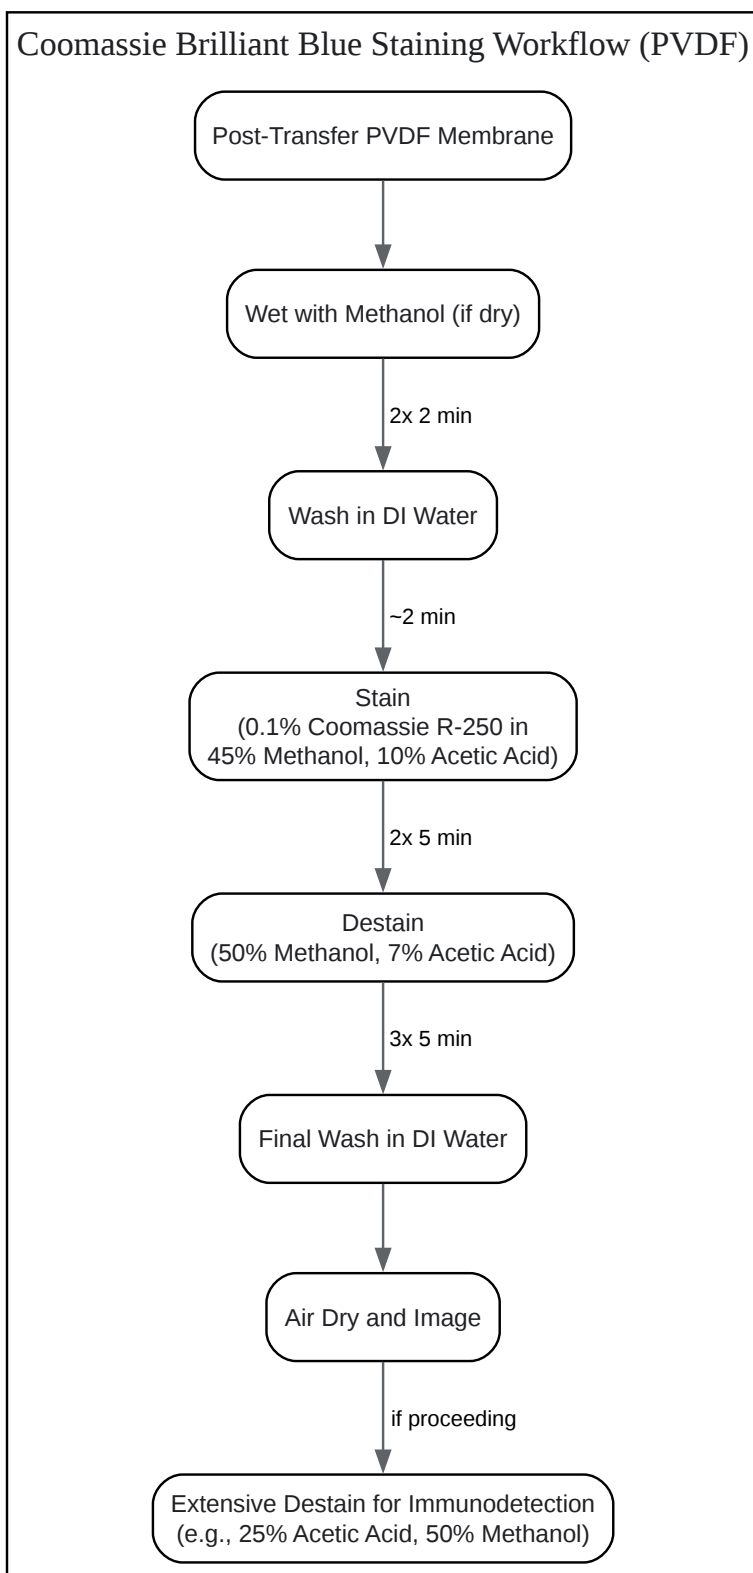 Coomassie Brilliant Blue Staining Workflow (PVDF)
Post-Transfer PVDF Membrane
Wet with Methanol (if dry)
2x 2 min
Wash in DI Water
~2 min
Stain
(0.1% Coomassie R-250 in
45% Methanol, 10% Acetic Acid)
2x 5 min
Destain
(50% Methanol, 7% Acetic Acid)
3x 5 min
Final Wash in DI Water
Air Dry and Image
if proceeding
Extensive Destain for Immunodetection
(e.g., 25% Acetic Acid, 50% Methanol)